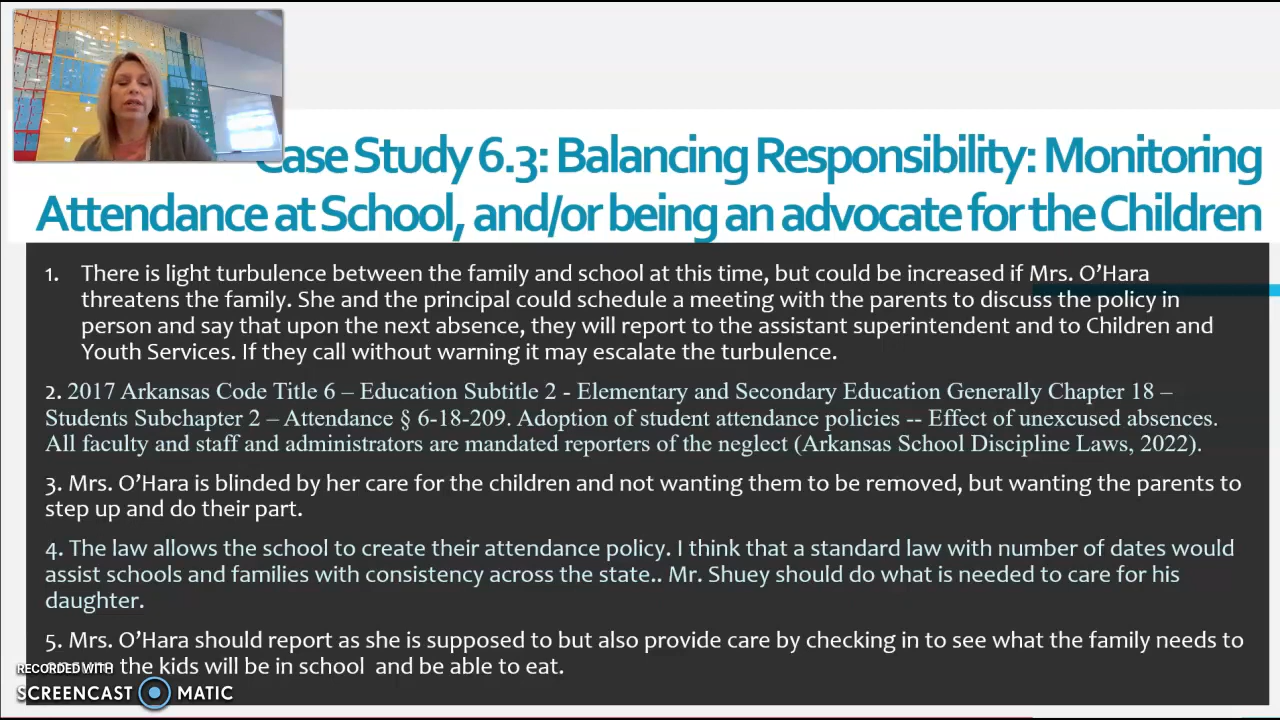 Case Study 6.3: Balancing Responsibility: Monitoring
Attendance at School, and/or being an advocate for the Children
1. There is light turbulence between the family and school at this time, but could be increased if Mrs. O’Hara
threatens the family. She and the principal could schedule a meeting with the parents to discuss the policy in
person and say that upon the next absence, they will report to the assistant superintendent and to Children and
Youth Services. If they call without warning it may escalate the turbulence.
2. 2017 Arkansas Code Title 6 – Education Subtitle 2 - Elementary and Secondary Education Generally Chapter 18 –
Students Subchapter 2 – Attendance § 6-18-209. Adoption of student attendance policies -- Effect of unexcused absences.
All faculty and staff and administrators are mandated reporters of the neglect (Arkansas School Discipline Laws, 2022).
3. Mrs. O’Hara is blinded by her care for the children and not wanting them to be removed, but wanting the parents to
step up and do their part.
4. The law allows the school to create their attendance policy. I think that a standard law with number of dates would
assist schools and families with consistency across the state.. Mr. Shuey should do what is needed to care for his
daughter.
5. Mrs. O’Hara should report as she is supposed to but also provide care by checking in to see what the family needs to
the kids will be in school and be able to eat.
RECORDED WITH
SCREENCAST MATIC